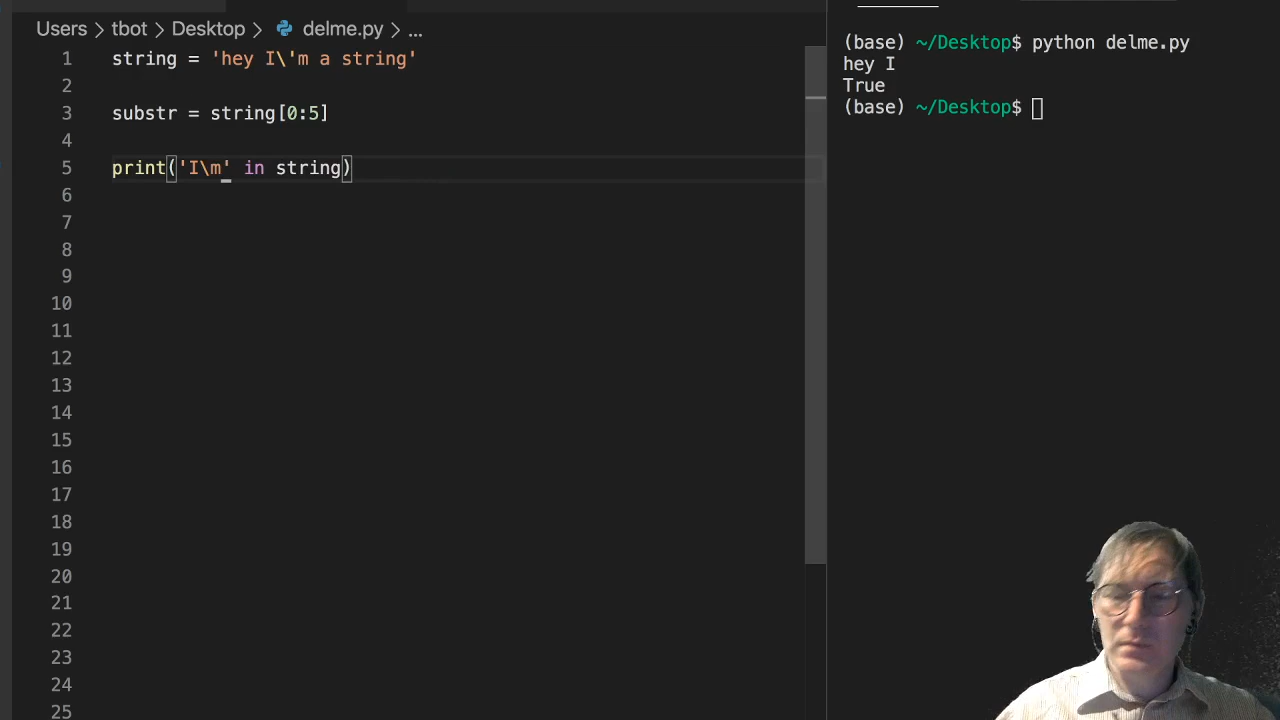 Users > tbot > Desktop > delme.py > ...
1 string = 'hey I\'m a string'
2
3 substr = string[0:5]
4
5 print('I\m' in string)
6
7
8
9
10
11
12
13
14
15
16
17
18
19
20
21
22
23
24
25
(base) ~/Desktop$ python delme.py
hey I
True
(base) ~/Desktop$